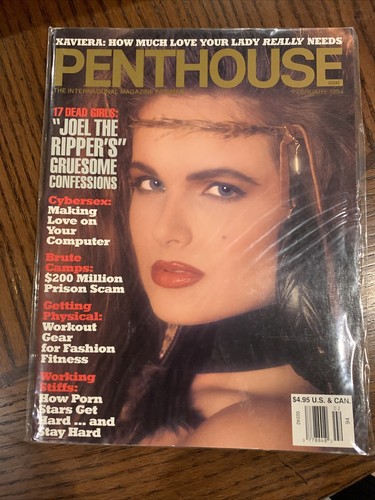 XAVIERA: HOW MUCH LOVE YOUR LADY REALLY NEEDS
PENTHOUSE
THE INTERNATIONAL MAGAZINE FOR MEN
FEBRUARY 1994
17 DEAD GIRLS:
"JOEL THE
RIPPER'S"
GRUESOME
CONFESSIONS
Cybersex:
Making
Love on
Your
Computer
Brute
Camps:
$200 Million
Prison Scam
Getting
Physical:
Workout
Gear
for Fashion
Fitness
Working
Stiffs:
How Porn
Stars Get
Hard ... and
Stay Hard
$4.95 U.S. & CAN.